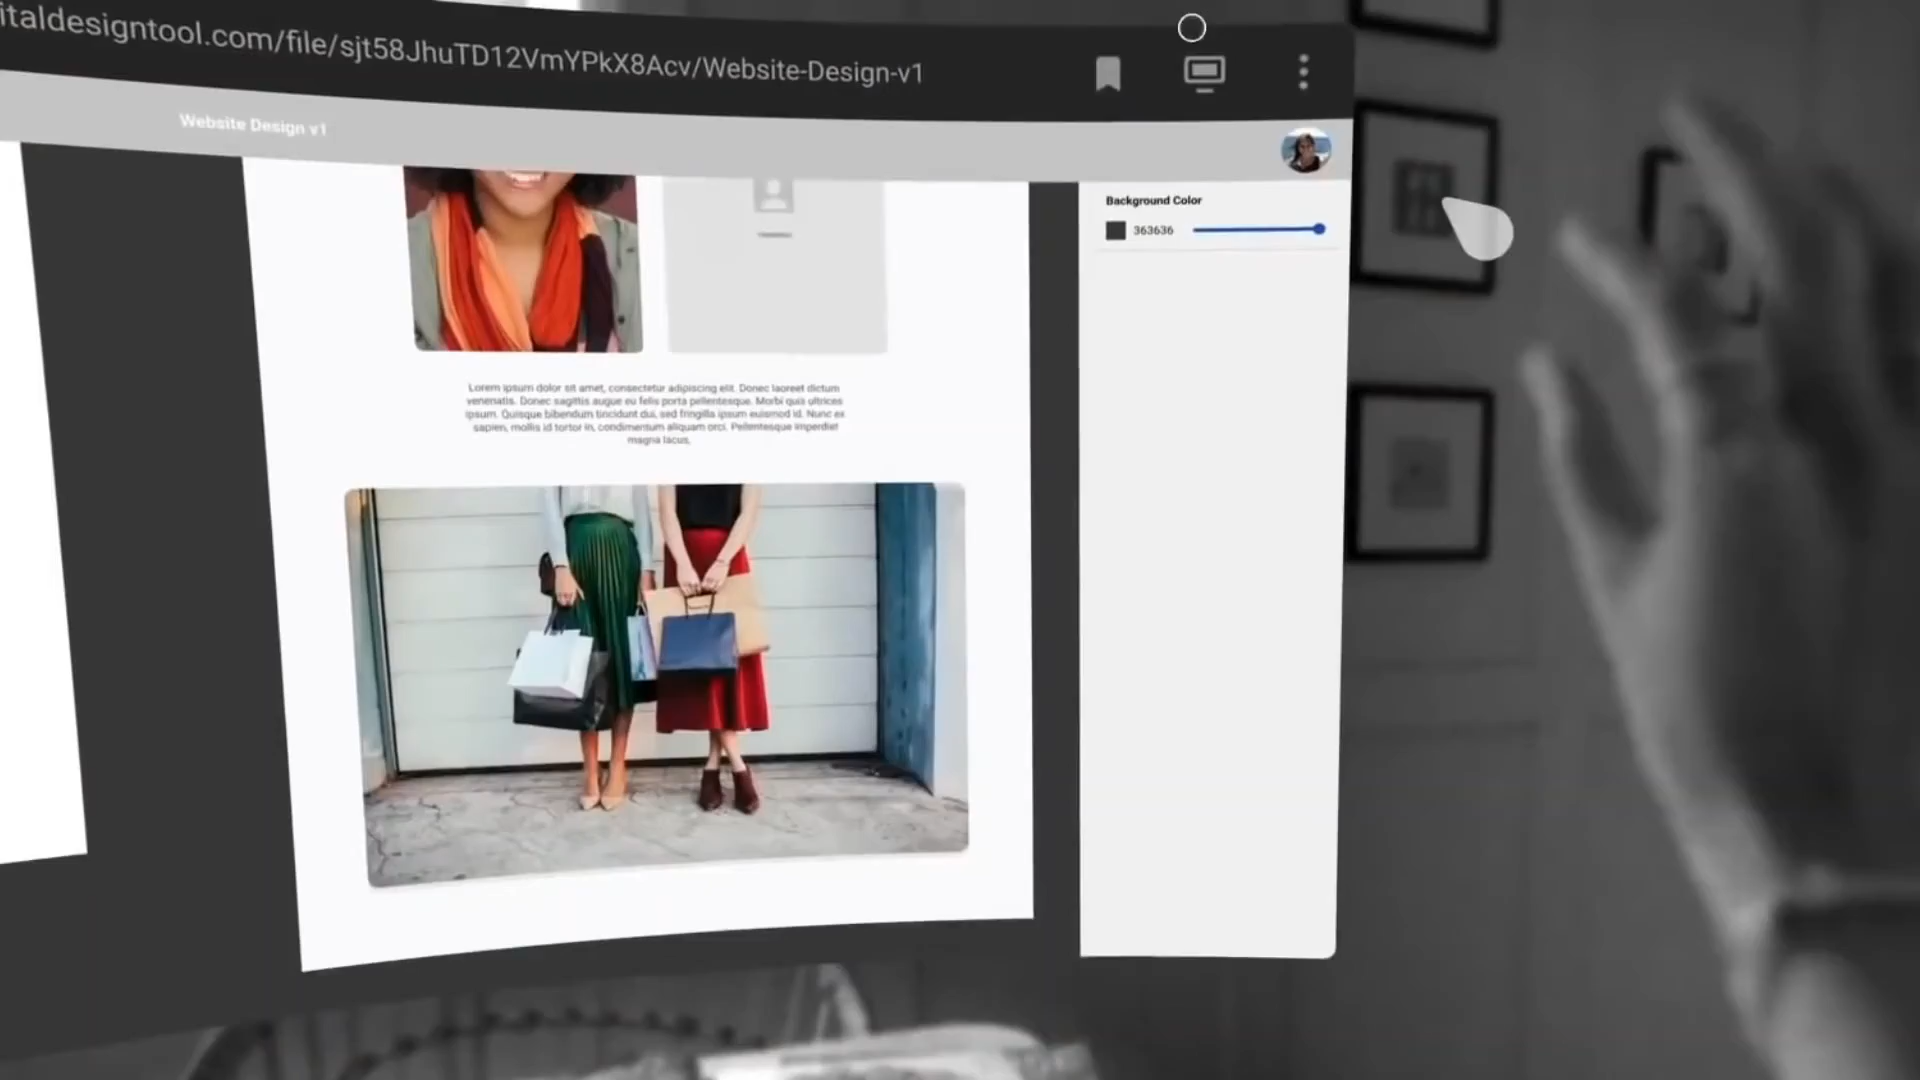 italdesigntool.com/file/sjt58JhuTD12VmYPkX8Acv/Website-Design-v1
Website Design v1
Background Color
363636
Lorem ipsum dolor sit amet, consectetur adipiscing elit. Donec laoreet dictum
venenatis. Donec sagittis augue eu felis porta pellentesque. Morbi quis ultrices
ipsum. Quisque bibendum tincidunt dui, sed fringilla ipsum euismod id. Nunc ex
sapien, mollis id tortor in, condimentum aliquam orci. Pellentesque imperdiet
magna lacus,